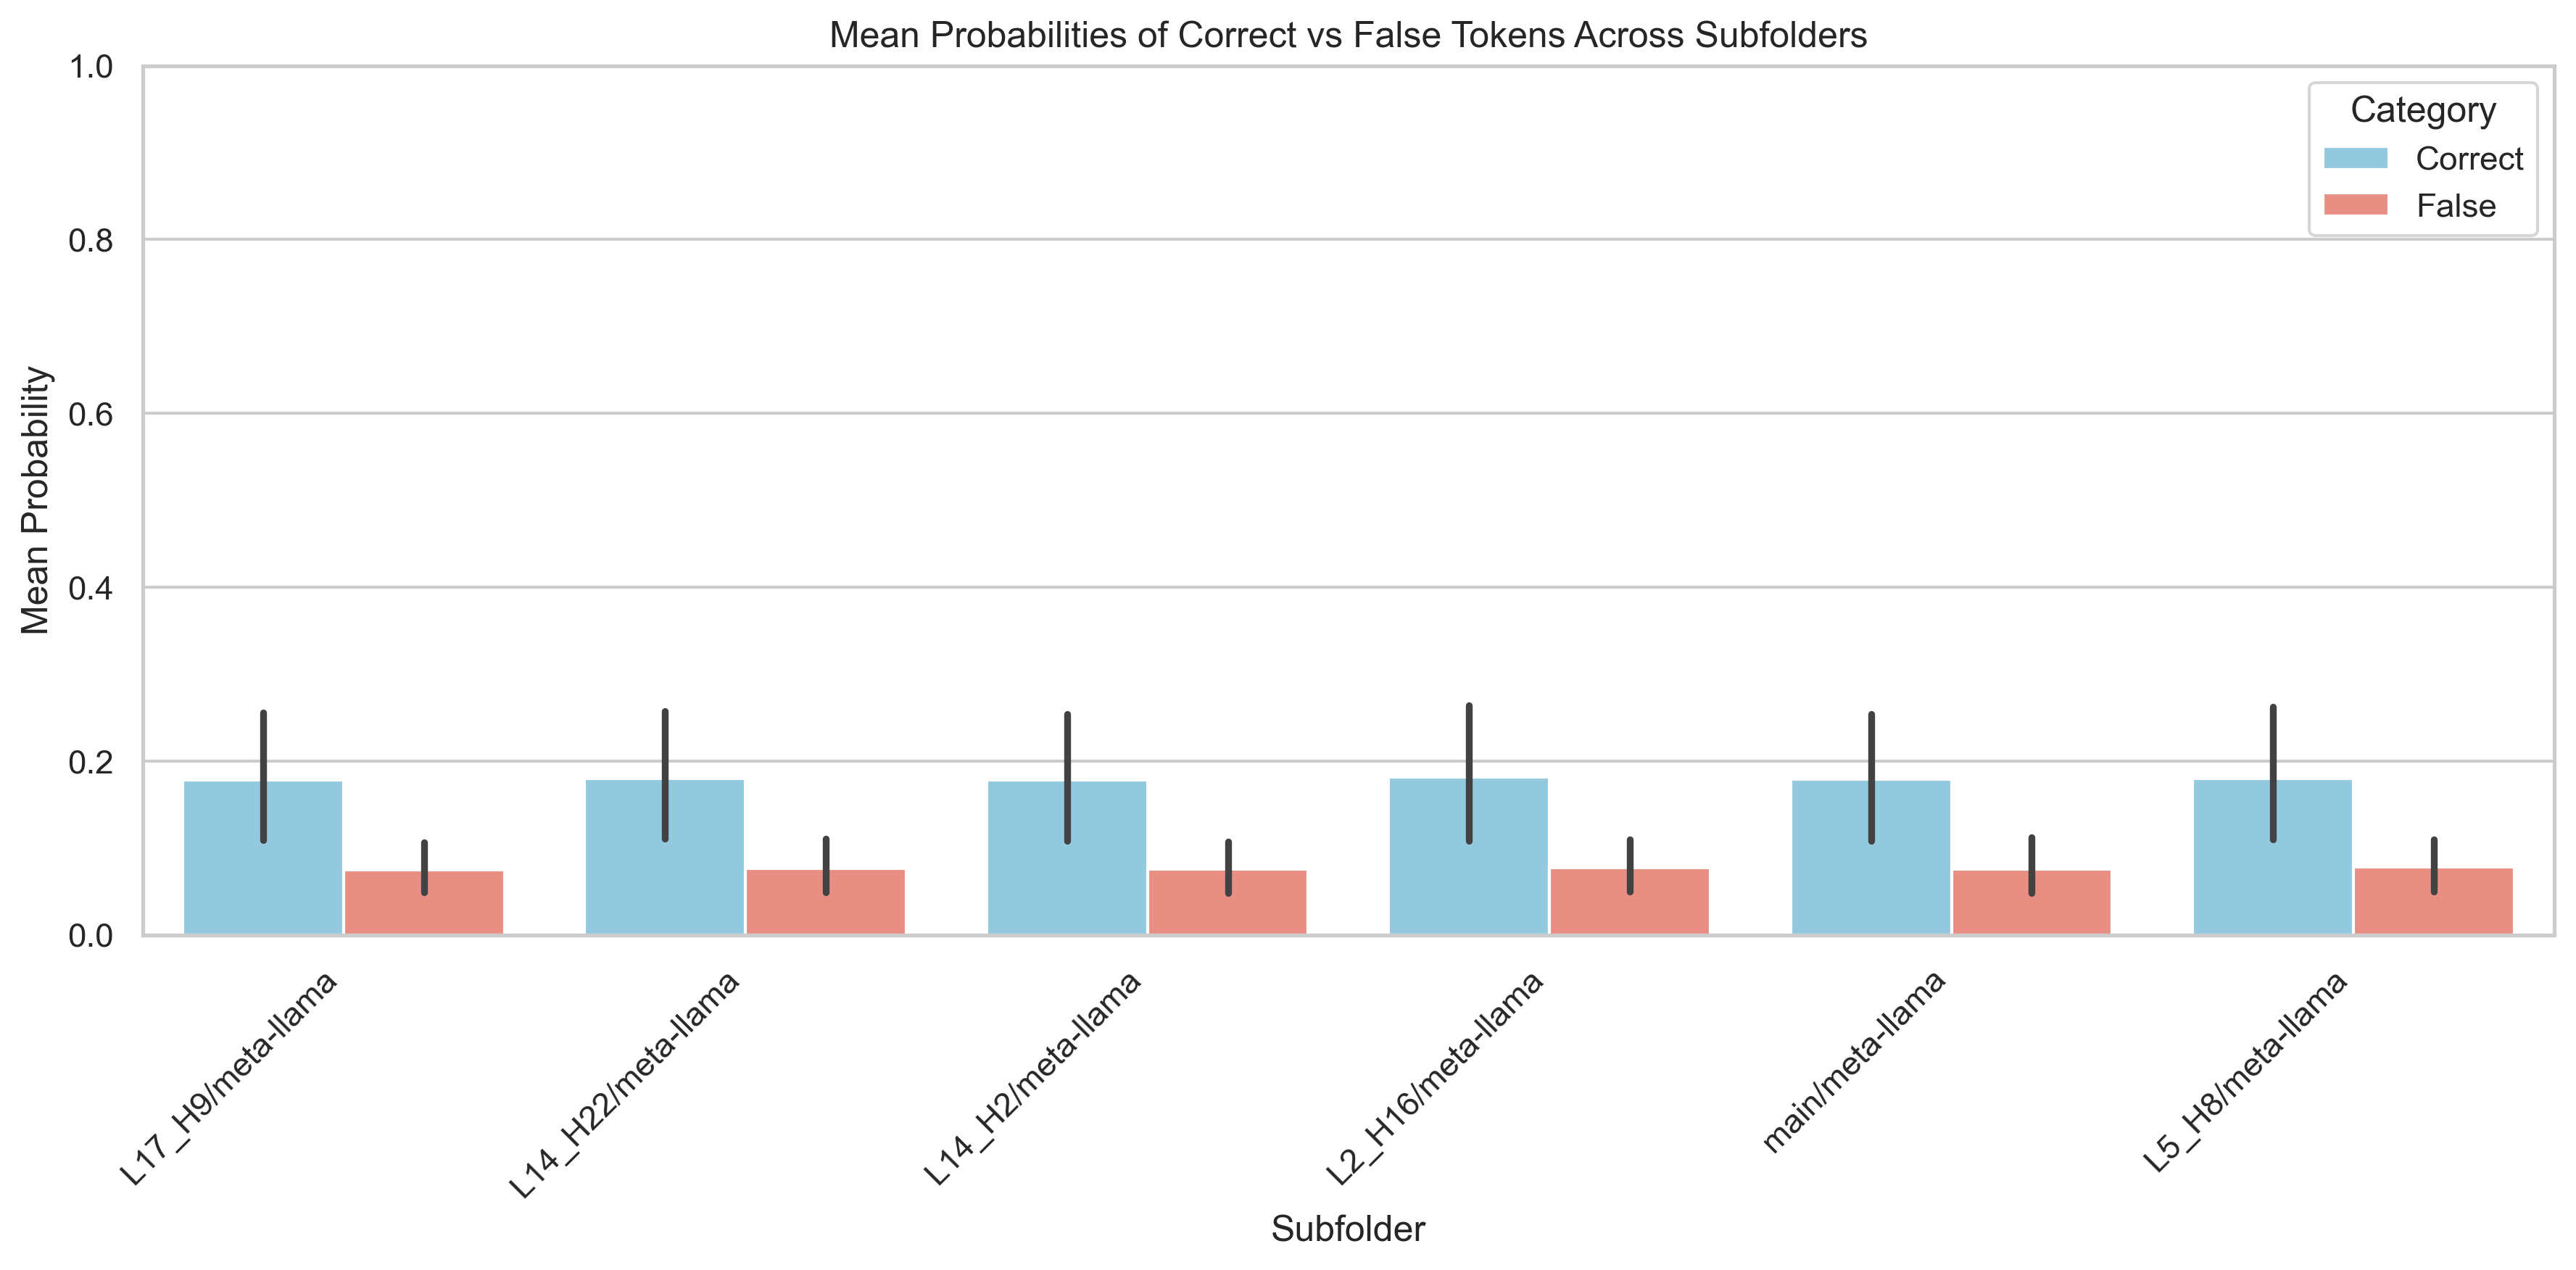 Mean Probabilities of Correct vs False Tokens Across Subfolders
Mean Probability
1.0
0.8
0.6
0.4
0.2
0.0
Category
Correct
False
L17_H9/meta-llama
L14_H22/meta-llama
L14_H2/meta-llama
L2_H16/meta-llama
main/meta-llama
L5_H8/meta-llama
Subfolder